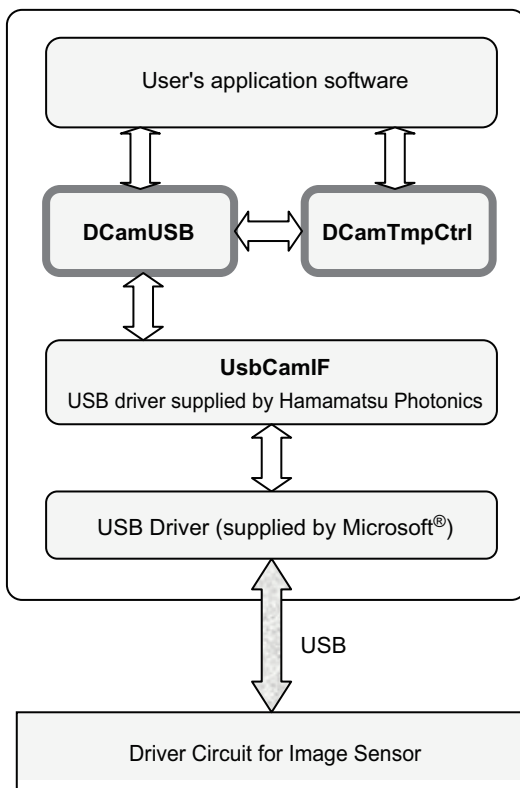 User's application software
DCamUSB
DCamTmpCtrl
UsbCamIF
USB driver supplied by Hamamatsu Photonics
USB Driver (supplied by Microsoft®)
USB
Driver Circuit for Image Sensor